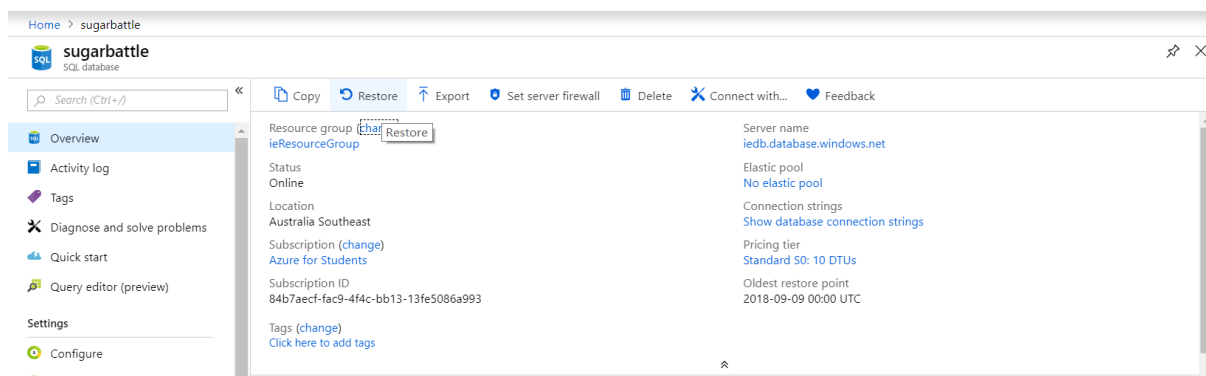 Home > sugarbattle
SQL
sugarbattle
SQL database
Search (Ctrl+/)
«
Copy Restore Export Set server firewall Delete Connect with... Feedback
Overview
Activity log
Tags
Diagnose and solve problems
Quick start
Query editor (preview)
Settings
Configure
Resource group (char
Restore
ieResourceGroup
Status
Online
Location
Australia Southeast
Subscription (change)
Azure for Students
Subscription ID
84b7aecf-fac9-4f4c-bb13-13fe5086a993
Tags (change)
Click here to add tags
Server name
iedb.database.windows.net
Elastic pool
No elastic pool
Connection strings
Show database connection strings
Pricing tier
Standard S0: 10 DTUs
Oldest restore point
2018-09-09 00:00 UTC